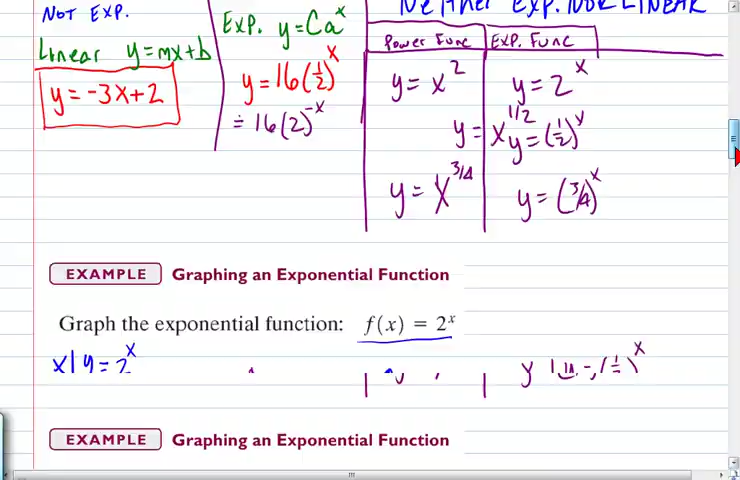 NOT EXP.
Linear y=mx+b
y = -3x+2
EXP. y=Ca^x
y=16(1/2)^x
= 16(2)^-x
Neither EXP. NOR LINEAR
Power Func | EXP. Func
y = x^2 | y = 2^x
y = x^1/2 | y=(1/2)^x
y = x^3/4 | y = (3/4)^x
EXAMPLE Graphing an Exponential Function
Graph the exponential function: f(x) = 2^x
x | y = 2^x
EXAMPLE Graphing an Exponential Function